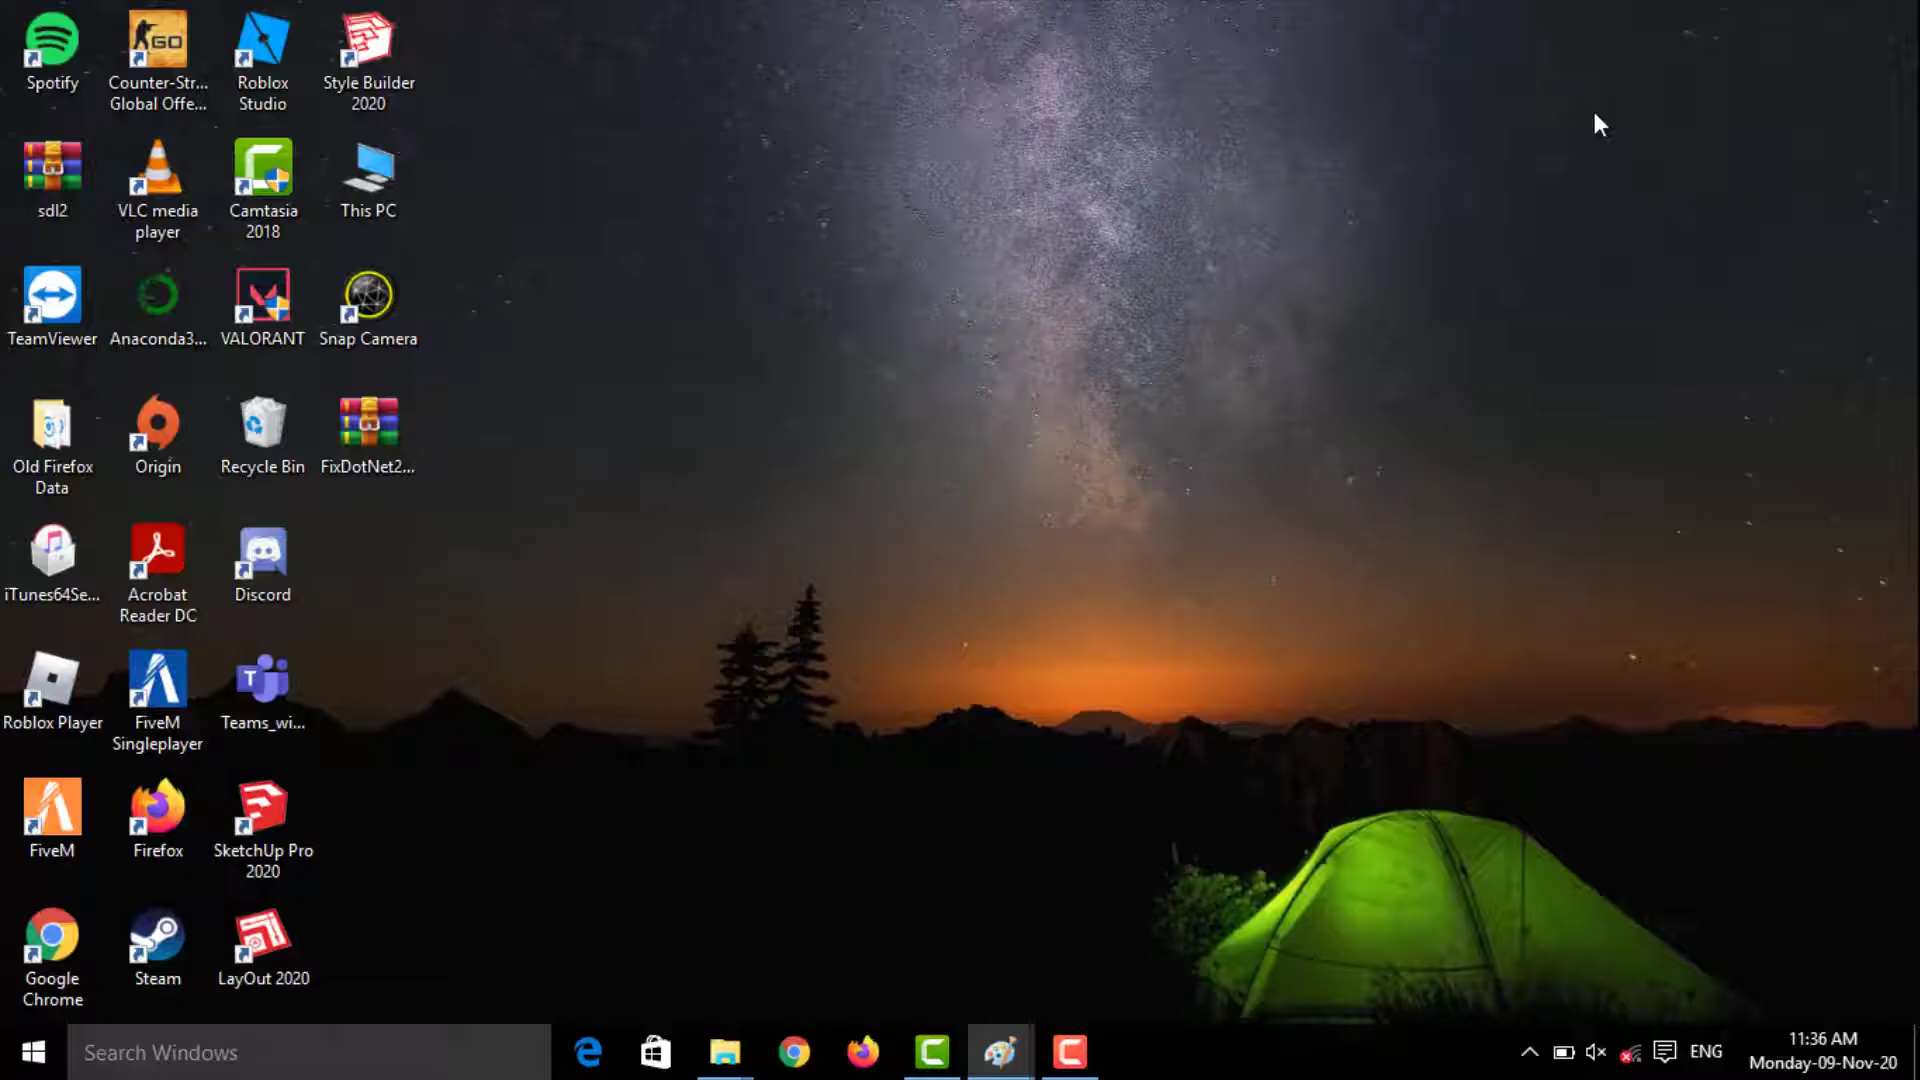 Spotify
Counter-Str...
Global Offe...
GO
Roblox
Studio
Style Builder
2020
sdl2
VLC media
player
Camtasia
2018
This PC
TeamViewer
Anaconda3...
VALORANT
Snap Camera
Old Firefox
Data
Origin
Recycle Bin
FixDotNet2...
iTunes64Se...
Acrobat
Reader DC
Discord
Roblox Player
FiveM
Singleplayer
T
Teams_wi...
FiveM
Firefox
SketchUp Pro
2020
Google
Chrome
Steam
LayOut 2020
Search Windows
ENG
11:36 AM
Monday-09-Nov-20